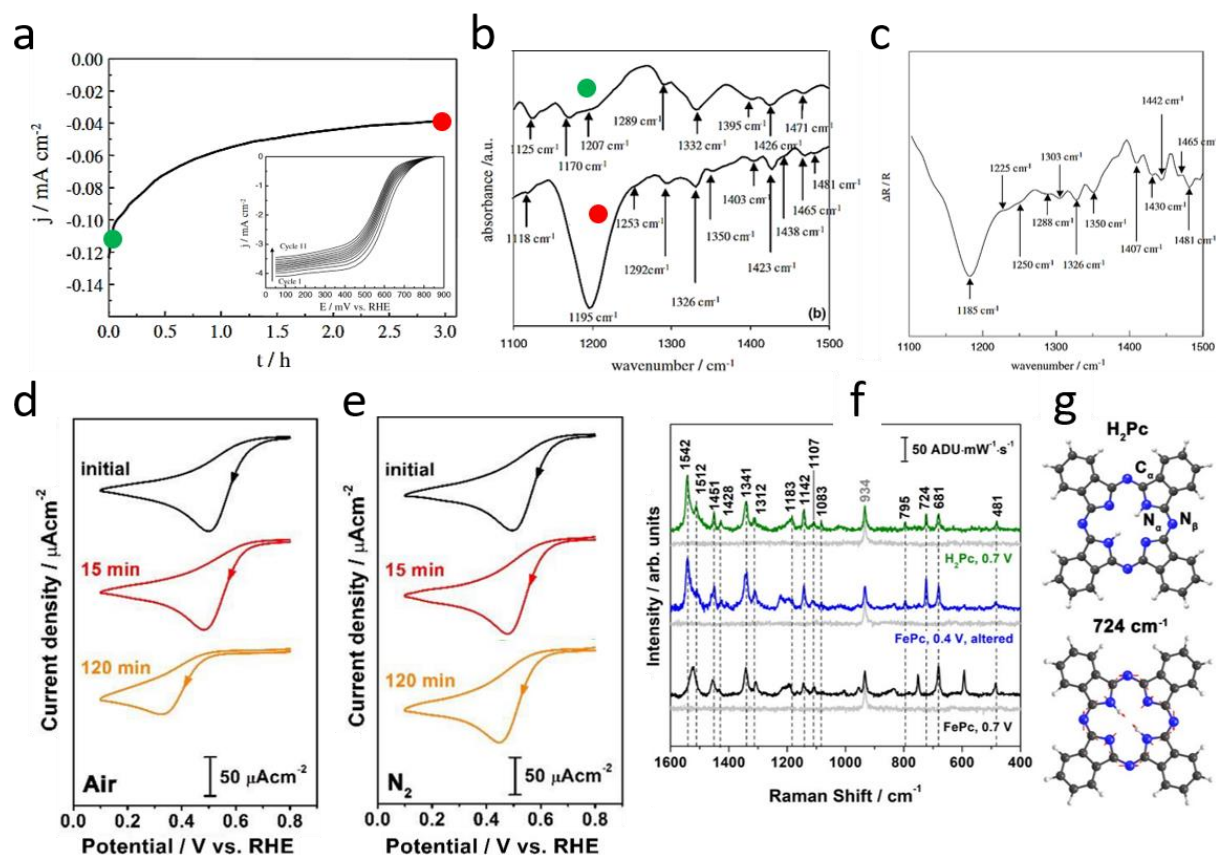 a
0.00
-0.02
-0.04
-0.06
-0.08
-0.10
-0.12
j / mA cm-2
0.0 0.5 1.0 1.5 2.0 2.5 3.0
t / h
0
-1
-2
-3
-4
j / mA cm-2
Cycle 11
Cycle 1
0 100 200 300 400 500 600 700 800 900
E / mV vs. RHE
b
absorbance /a.u.
1125 cm-1
1170 cm-1
1207 cm-1
1289 cm-1
1332 cm-1
1395 cm-1
1426 cm-1
1471 cm-1
1118 cm-1
1195 cm-1
1253 cm-1
1292cm-1
1326 cm-1
1350 cm-1
1403 cm-1
1423 cm-1
1438 cm-1
1465 cm-1
1481 cm-1
(b)
1100 1200 1300 1400 1500
wavenumber / cm-1
c
ΔR / R
1185 cm-1
1225 cm-1
1250 cm-1
1288 cm-1
1303 cm-1
1326 cm-1
1350 cm-1
1407 cm-1
1430 cm-1
1442 cm-1
1465 cm-1
1481 cm-1
1100 1200 1300 1400 1500
wavenumber / cm-1
d
Current density / µAcm-2
initial
15 min
120 min
Air
50 µAcm-2
0.0 0.2 0.4 0.6 0.8
Potential / V vs. RHE
e
Current density / µAcm-2
initial
15 min
120 min
N2
50 µAcm-2
0.0 0.2 0.4 0.6 0.8
Potential / V vs. RHE
f
Intensity / arb. units
50 ADU·mW-1·s-1
1542
1512
1451
1428
1341
1312
1183
1142
1107
1083
934
795
724
681
481
H2Pc, 0.7 V
FePc, 0.4 V, altered
FePc, 0.7 V
1600 1400 1200 1000 800 600 400
Raman Shift / cm-1
g
H2Pc
Cα
Nα
Nβ
724 cm-1